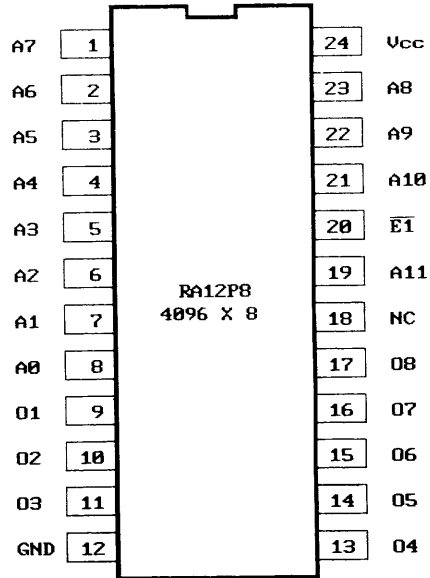 A7 1 24 Vcc
A6 2 23 A8
A5 3 22 A9
A4 4 21 A10
A3 5 20 E1
A2 6 19 A11
RA12P8
4096 X 8
A1 7 18 NC
A0 8 17 O8
O1 9 16 O7
O2 10 15 O6
O3 11 14 O5
GND 12 13 O4